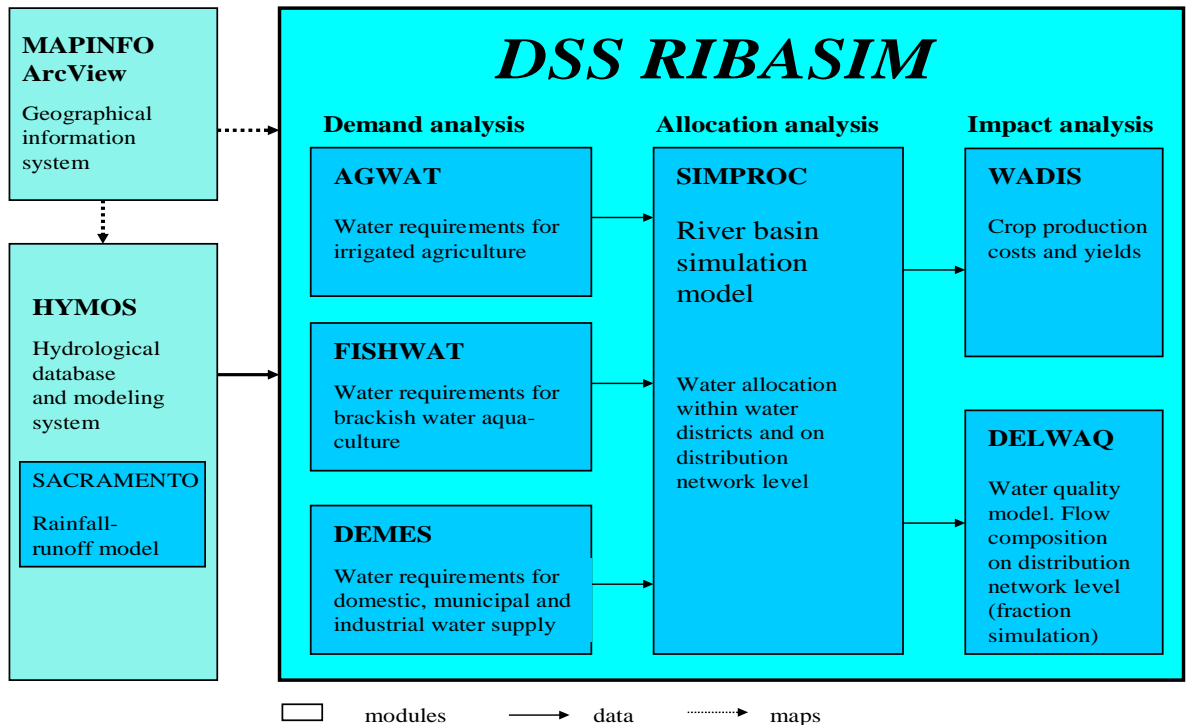 MAPINFO
ArcView
Geographical
information
system
HYMOS
Hydrological
database
and modeling
system
SACRAMENTO
Rainfall-
runoff model
DSS RIBASIM
Demand analysis
AGWAT
Water requirements for
irrigated agriculture
FISHWAT
Water requirements for
brackish water aqua-
culture
DEMES
Water requirements for
domestic, municipal and
industrial water supply
Allocation analysis
SIMPROC
River basin
simulation
model
Water allocation
within water
districts and on
distribution
network level
Impact analysis
WADIS
Crop production
costs and yields
DELWAQ
Water quality
model. Flow
composition
on distribution
network level
(fraction
simulation)
modules data maps